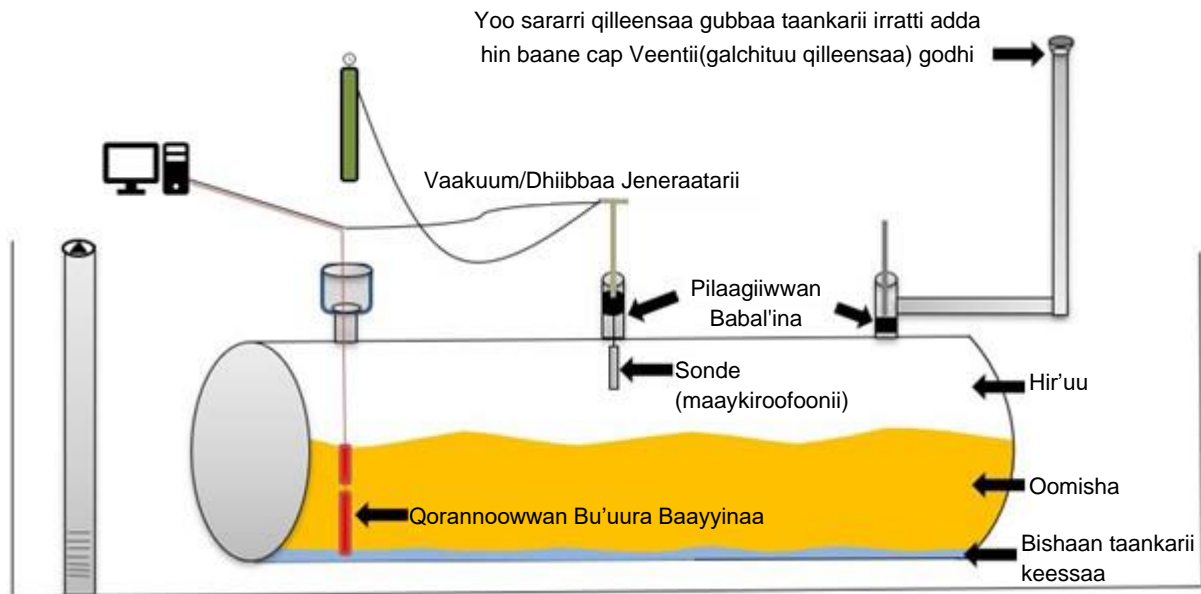 Yoo sararri qilleensaa gubbaa taankarii irratti adda
hin baane cap Veentii(galchituu qilleensaa) godhi
Vaakuum/Dhiibbaa Jeneraatarii
Pilaagiiwwan
Babal'ina
Sonde
(maaykiroofoonii)
Hir’uu
Oomisha
Qorannoowwan Bu’uura Baayyinaa
Bishaan taankarii
keessaa